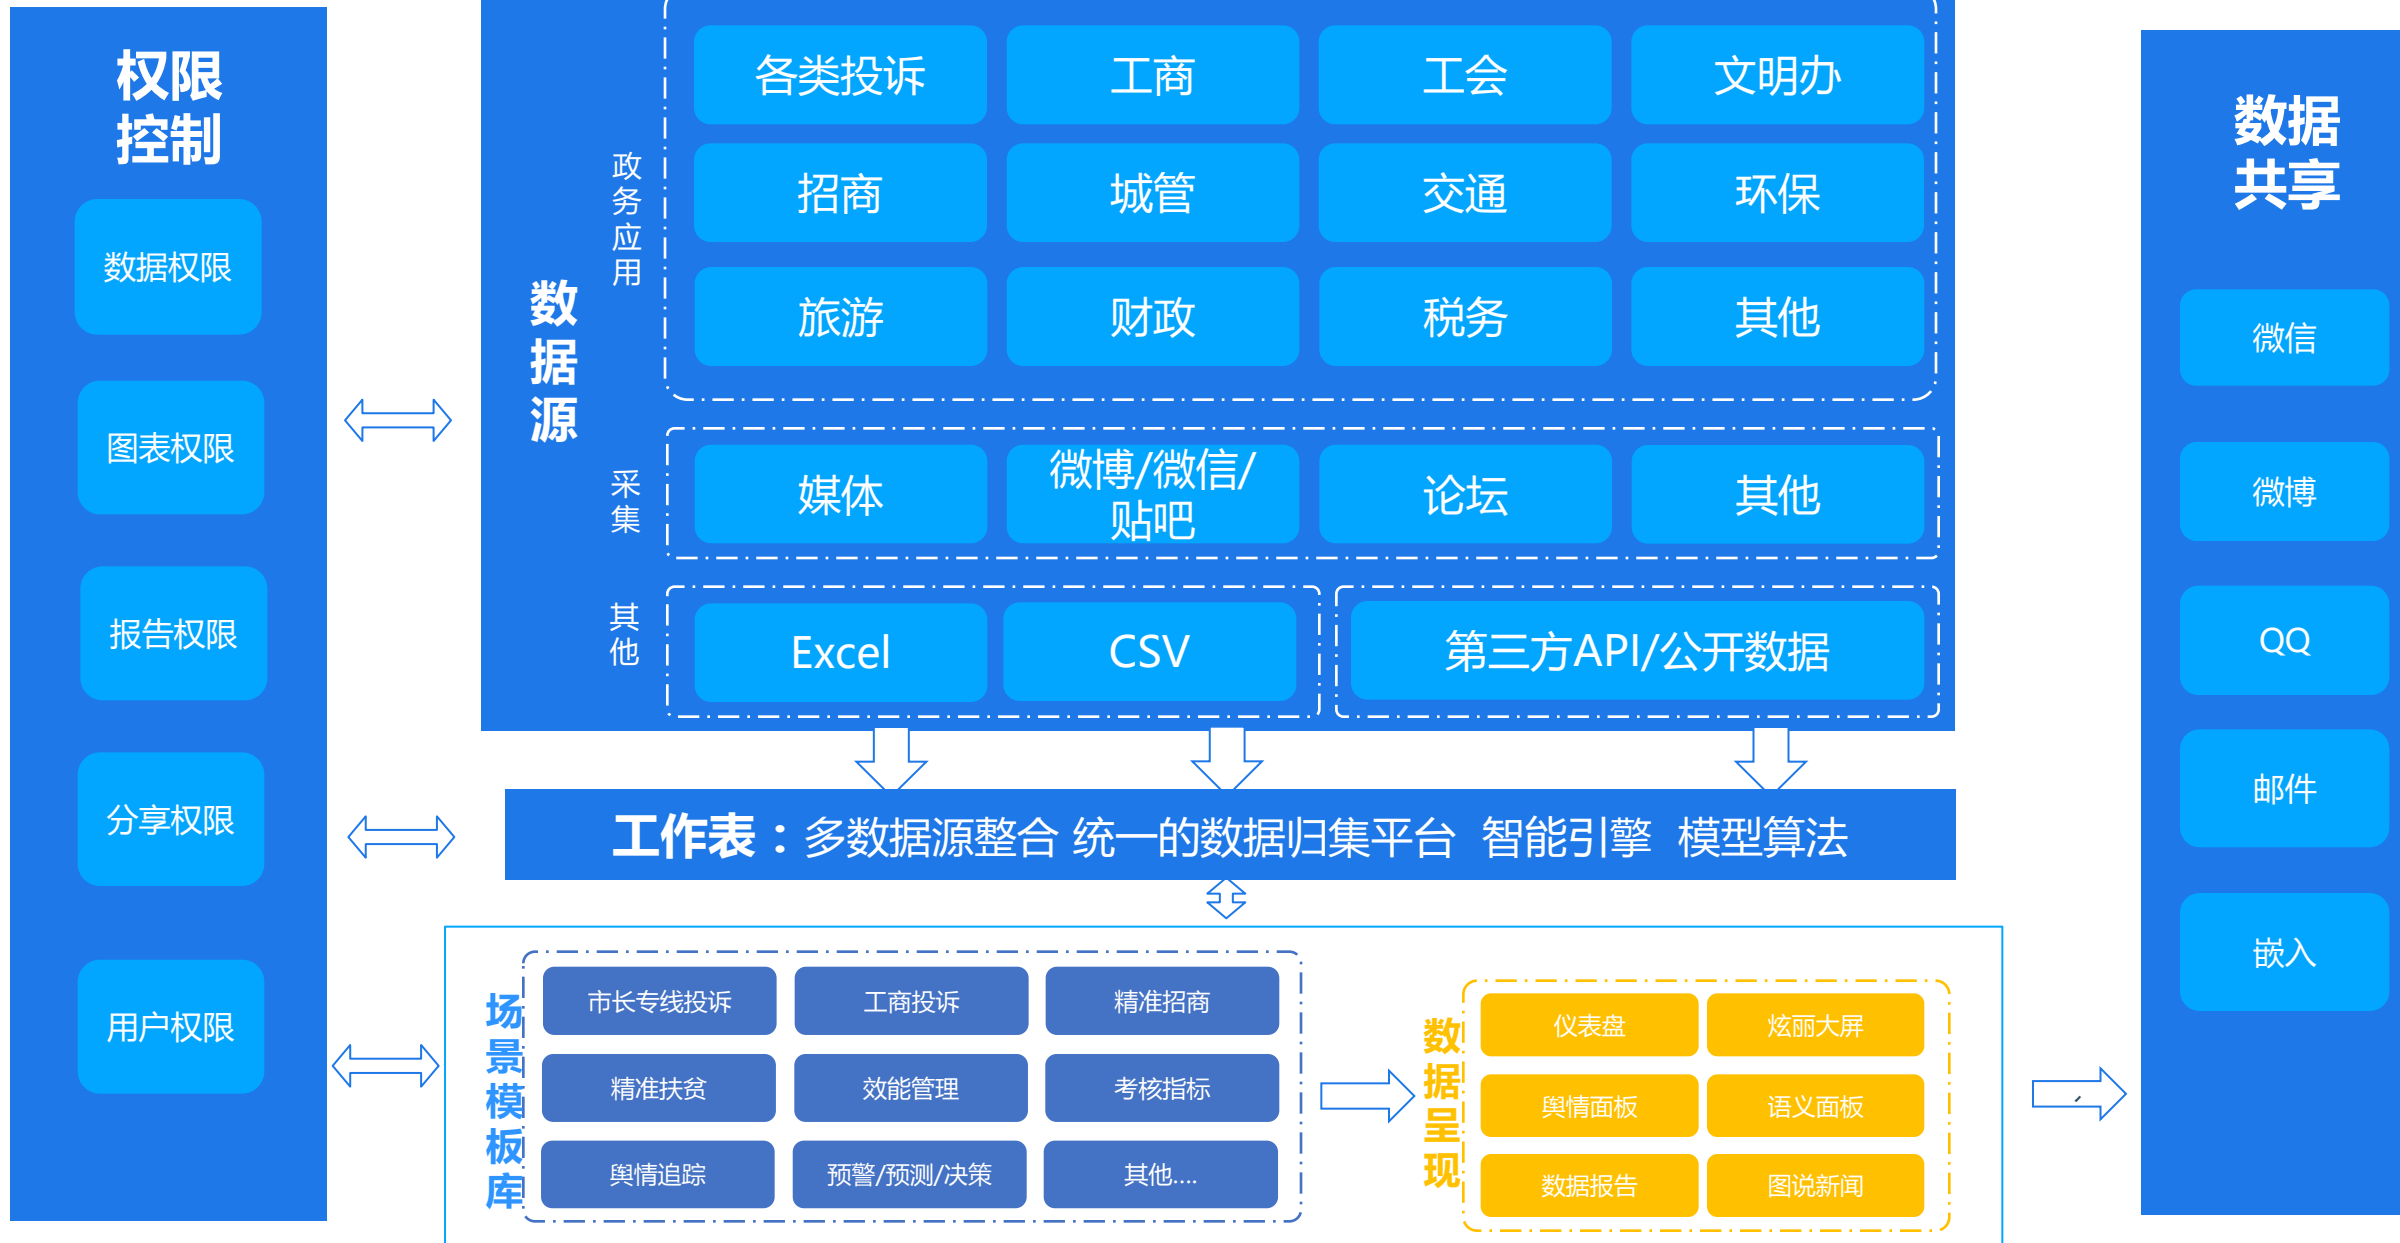 权限
控制
数据权限
图表权限
报告权限
分享权限
用户权限
数
据
源
政
务
应
用
各类投诉
工商
工会
文明办
招商
城管
交通
环保
旅游
财政
税务
其他
采
集
媒体
微博/微信/
贴吧
论坛
其他
其
他
Excel
CSV
第三方API/公开数据
工作表：多数据源整合 统一的数据归集平台 智能引擎 模型算法
场
景
模
板
库
市长专线投诉
工商投诉
精准招商
精准扶贫
效能管理
考核指标
舆情追踪
预警/预测/决策
其他....
数
据
呈
现
仪表盘
炫丽大屏
舆情面板
语义面板
数据报告
图说新闻
数据
共享
微信
微博
QQ
邮件
嵌入